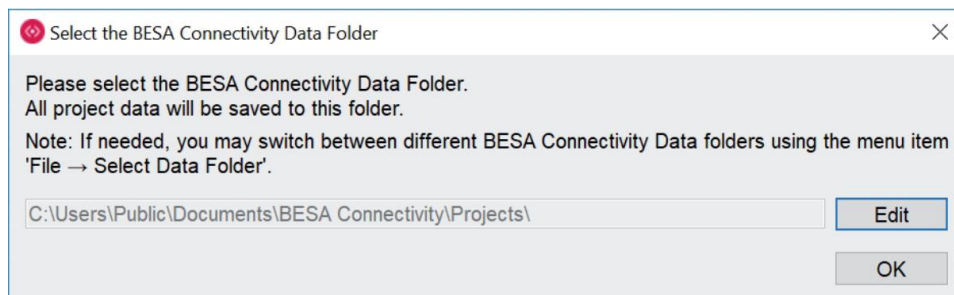 Select the BESA Connectivity Data Folder
Please select the BESA Connectivity Data Folder.
All project data will be saved to this folder.
Note: If needed, you may switch between different BESA Connectivity Data folders using the menu item
'File → Select Data Folder'.
C:\Users\Public\Documents\BESA Connectivity\Projects\
Edit
OK